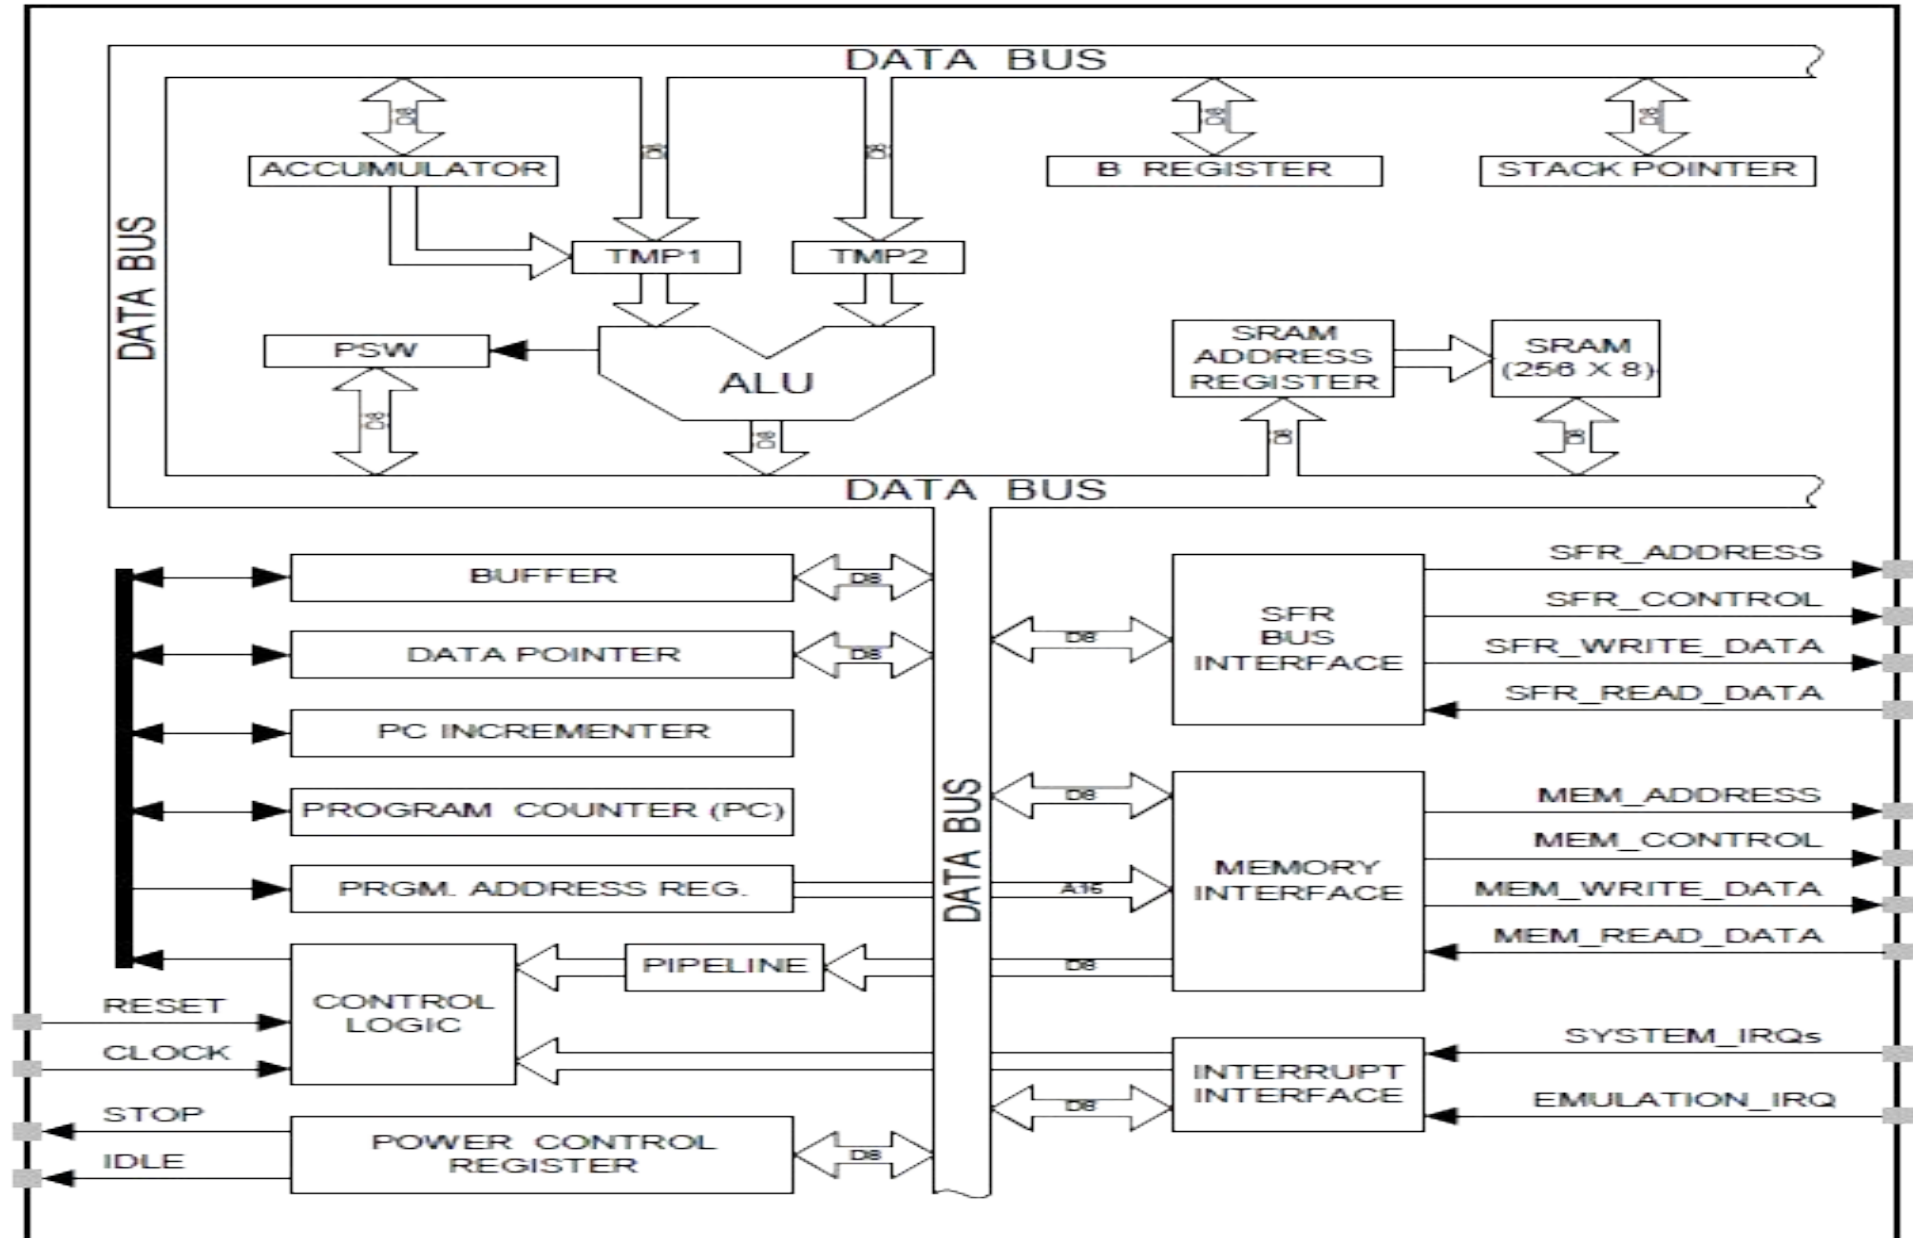 DATA BUS
D8
D8
D8
D8
D8
ACCUMULATOR
B REGISTER
STACK POINTER
DATA BUS
TMP1
TMP2
PSW
ALU
SRAM
ADDRESS
REGISTER
SRAM
(256 X 8)
D8
D8
D8
D8
DATA BUS
BUFFER
D8
DATA POINTER
D8
PC INCREMENTER
PROGRAM COUNTER (PC)
PRGM. ADDRESS REG.
DATA BUS
D8
SFR
BUS
INTERFACE
SFR_ADDRESS
SFR_CONTROL
SFR_WRITE_DATA
SFR_READ_DATA
D8
A16
D8
MEMORY
INTERFACE
MEM_ADDRESS
MEM_CONTROL
MEM_WRITE_DATA
MEM_READ_DATA
PIPELINE
CONTROL
LOGIC
RESET
CLOCK
STOP
IDLE
POWER CONTROL
REGISTER
D8
D8
INTERRUPT
INTERFACE
SYSTEM_IRQs
EMULATION_IRQ